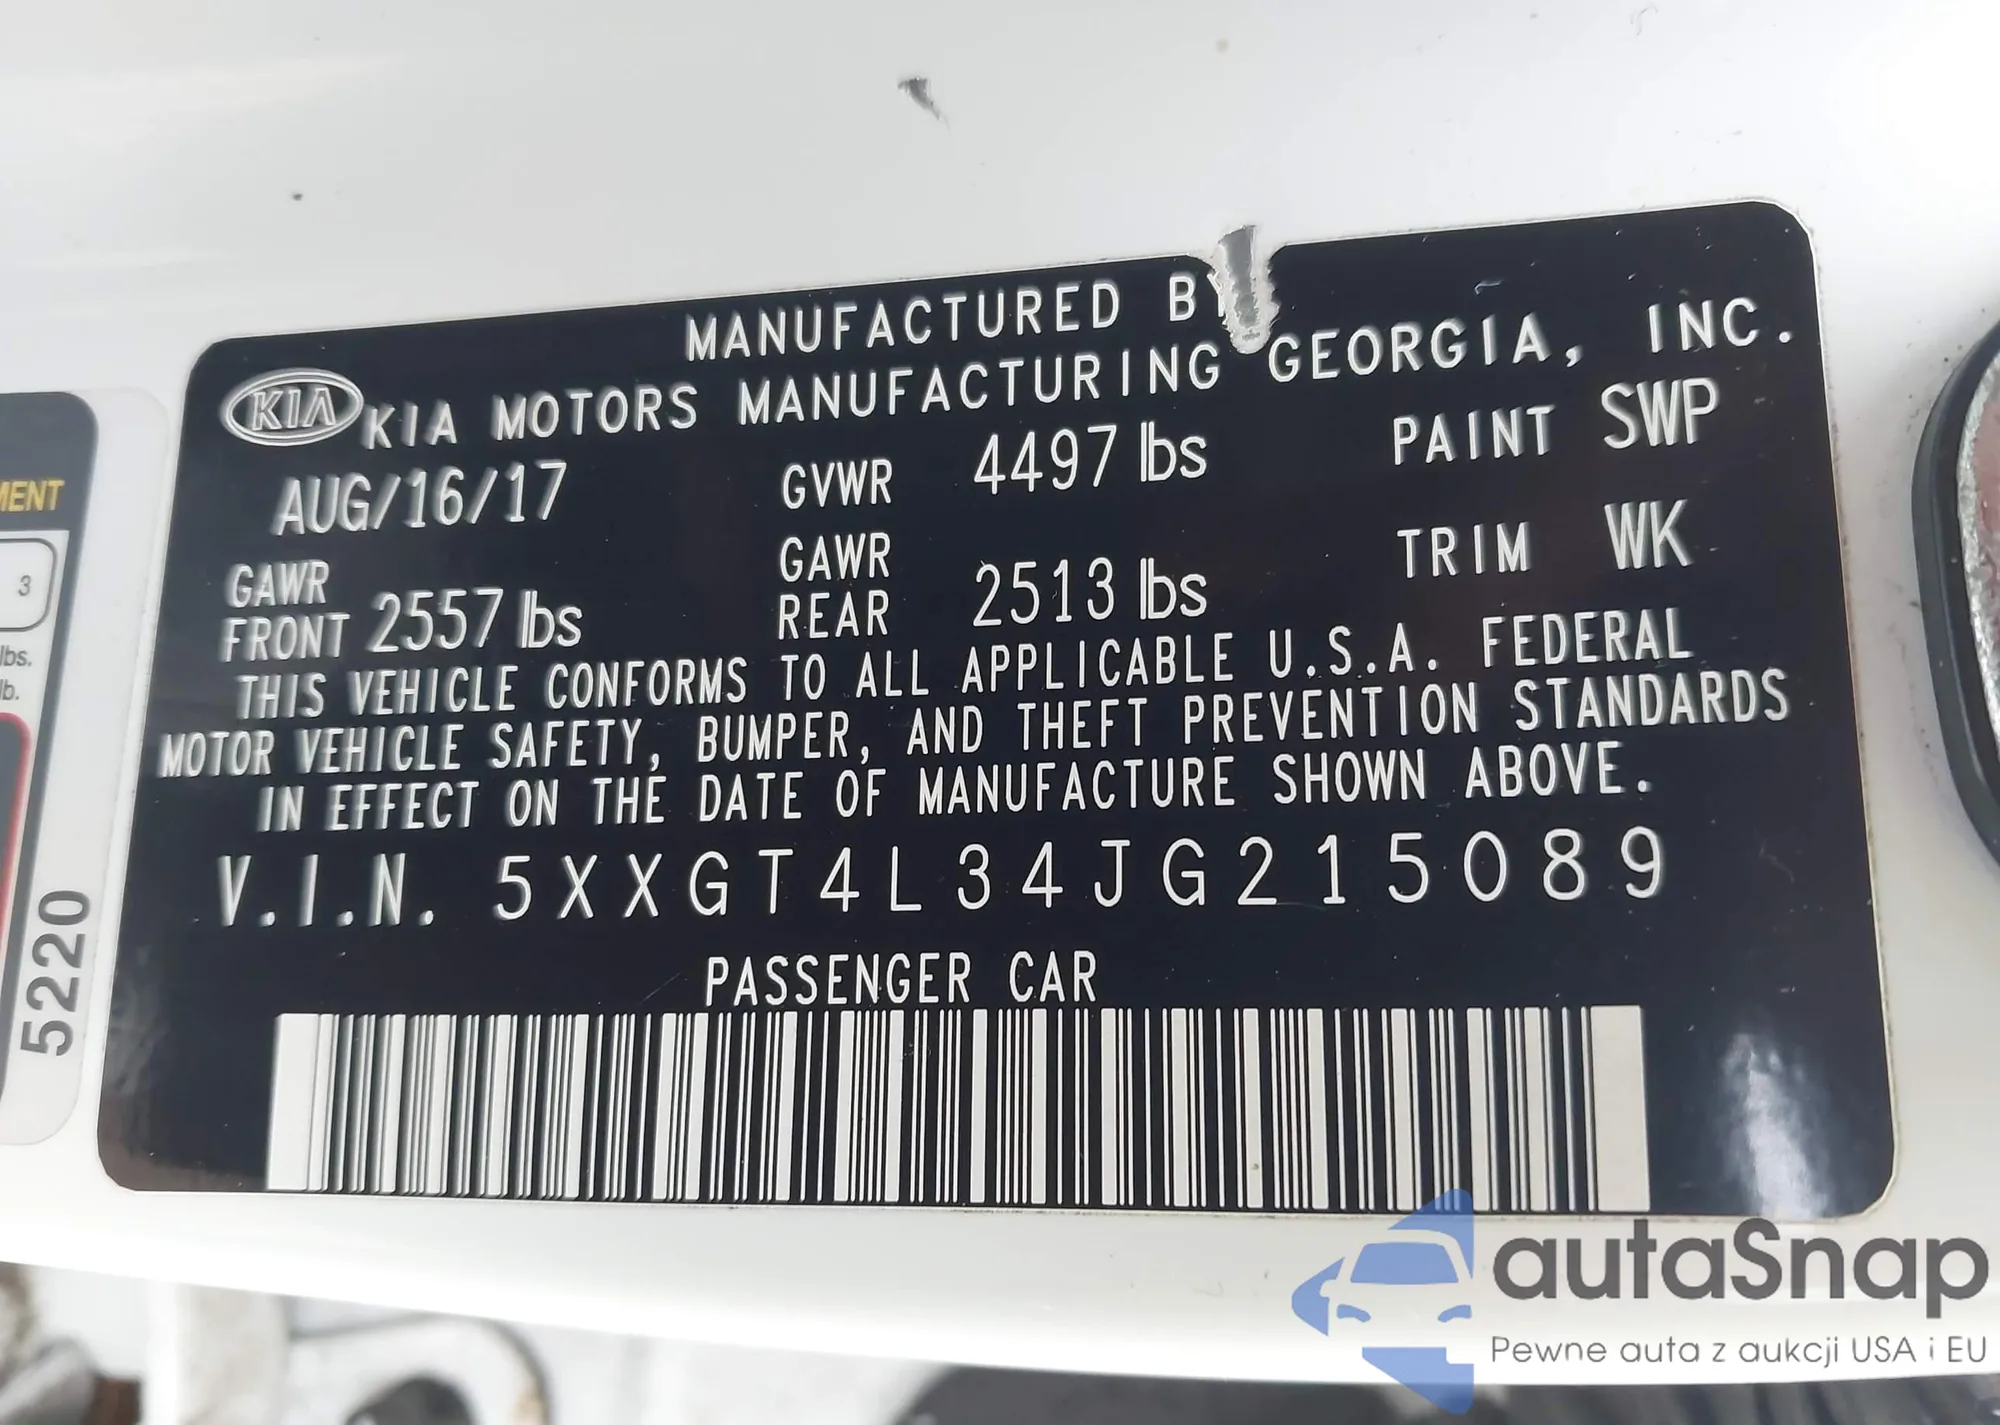 MANUFACTURED BY
KIA KIA MOTORS MANUFACTURING GEORGIA, INC.
AUG/16/17 GVWR 4497 lbs PAINT SWP
GAWR FRONT 2557 lbs GAWR REAR 2513 lbs TRIM WK
THIS VEHICLE CONFORMS TO ALL APPLICABLE U.S.A. FEDERAL
MOTOR VEHICLE SAFETY, BUMPER, AND THEFT PREVENTION STANDARDS
IN EFFECT ON THE DATE OF MANUFACTURE SHOWN ABOVE.
V.I.N. 5XXGT4L34JG215089
PASSENGER CAR
3
lbs.
lb.
5220
autaSnap
Pewne auta z aukcji USA i EU